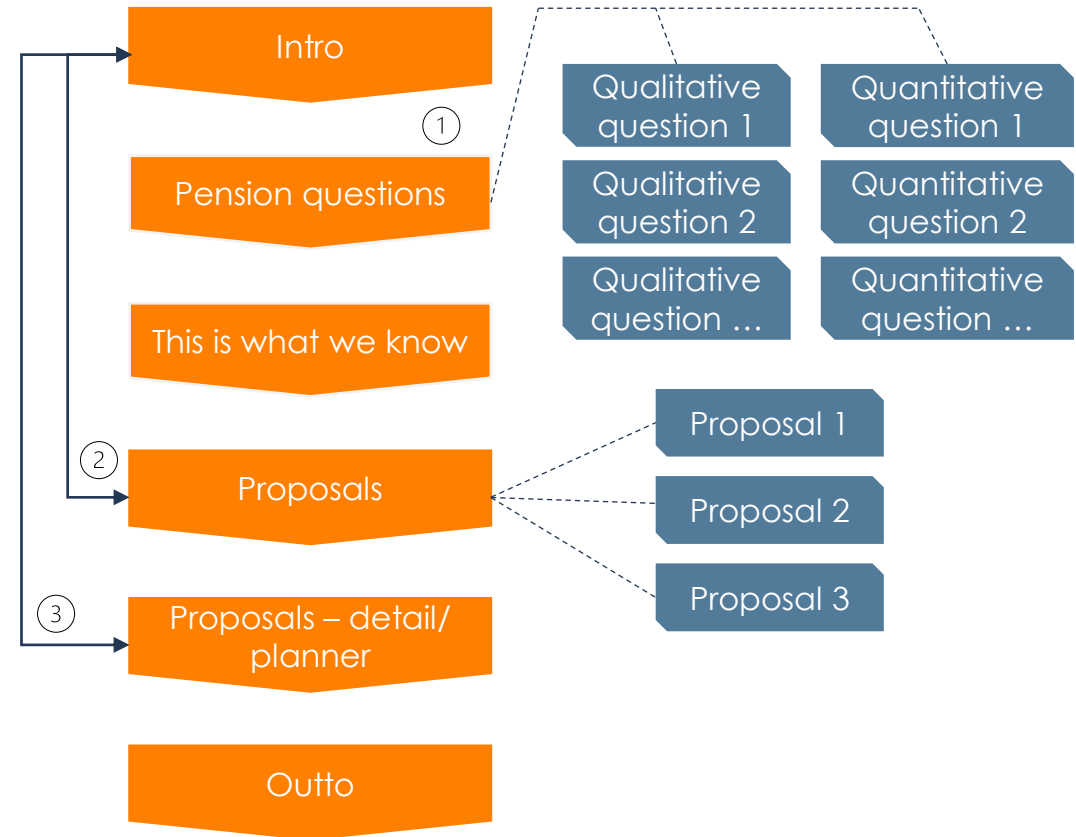 Intro
1
Pension questions
Qualitative
question 1
Quantitative
question 1
Qualitative
question 2
Quantitative
question 2
Qualitative
question …
Quantitative
question …
This is what we know
2
Proposals
Proposal 1
Proposal 2
Proposal 3
3
Proposals – detail/
planner
Outto